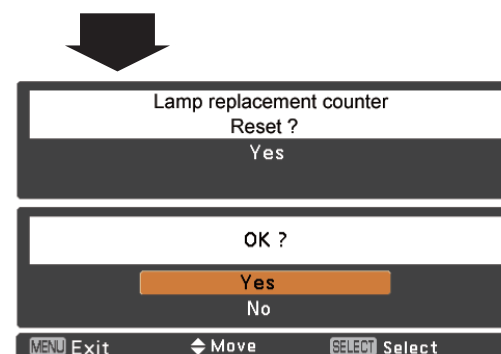 Lamp replacement counter
Reset ?
Yes
OK ?
Yes
No
MENU Exit Move SELECT Select